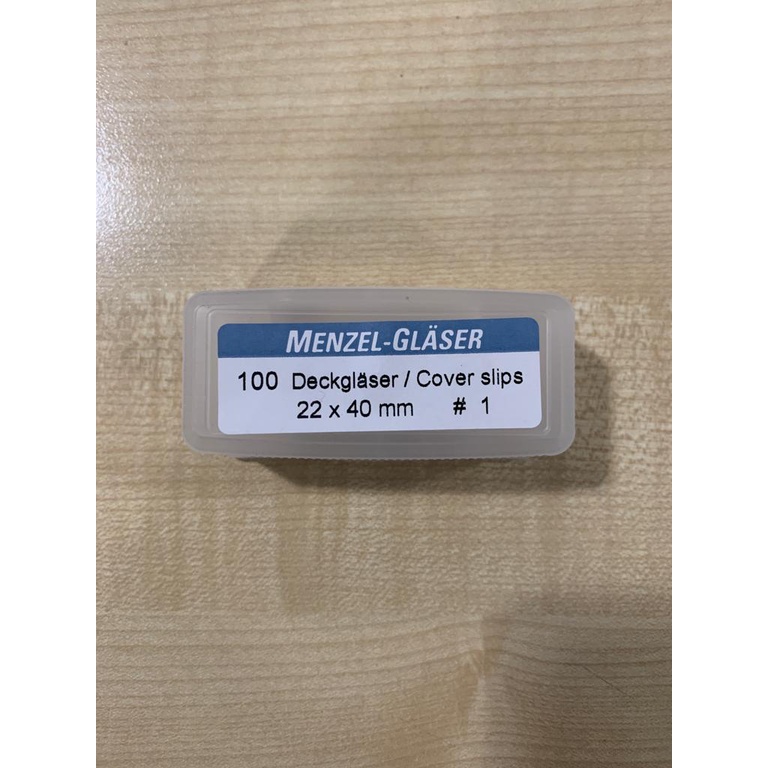 MENZEL-GLÄSER
100 Deckgläser / Cover slips
22 x 40 mm # 1